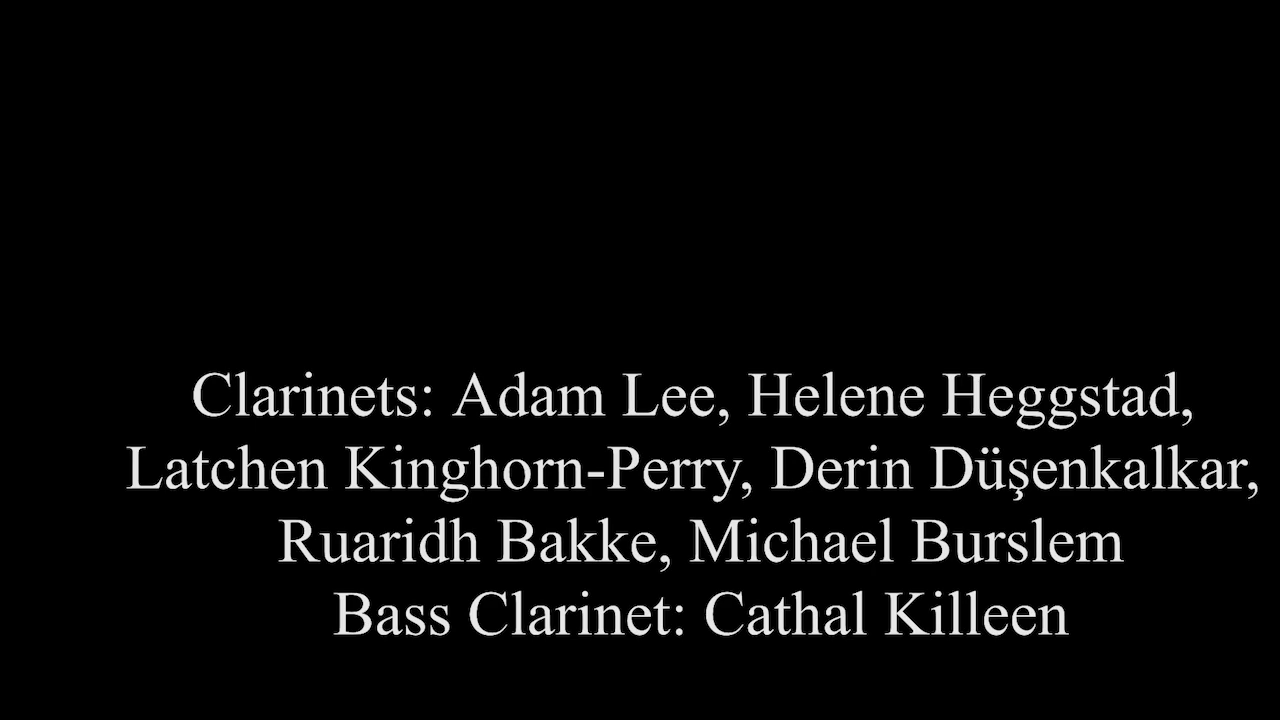 Clarinets: Adam Lee, Helene Heggstad,
Latchen Kinghorn-Perry, Derin Düşenkalkar,
Ruaridh Bakke, Michael Burslem
Bass Clarinet: Cathal Killeen